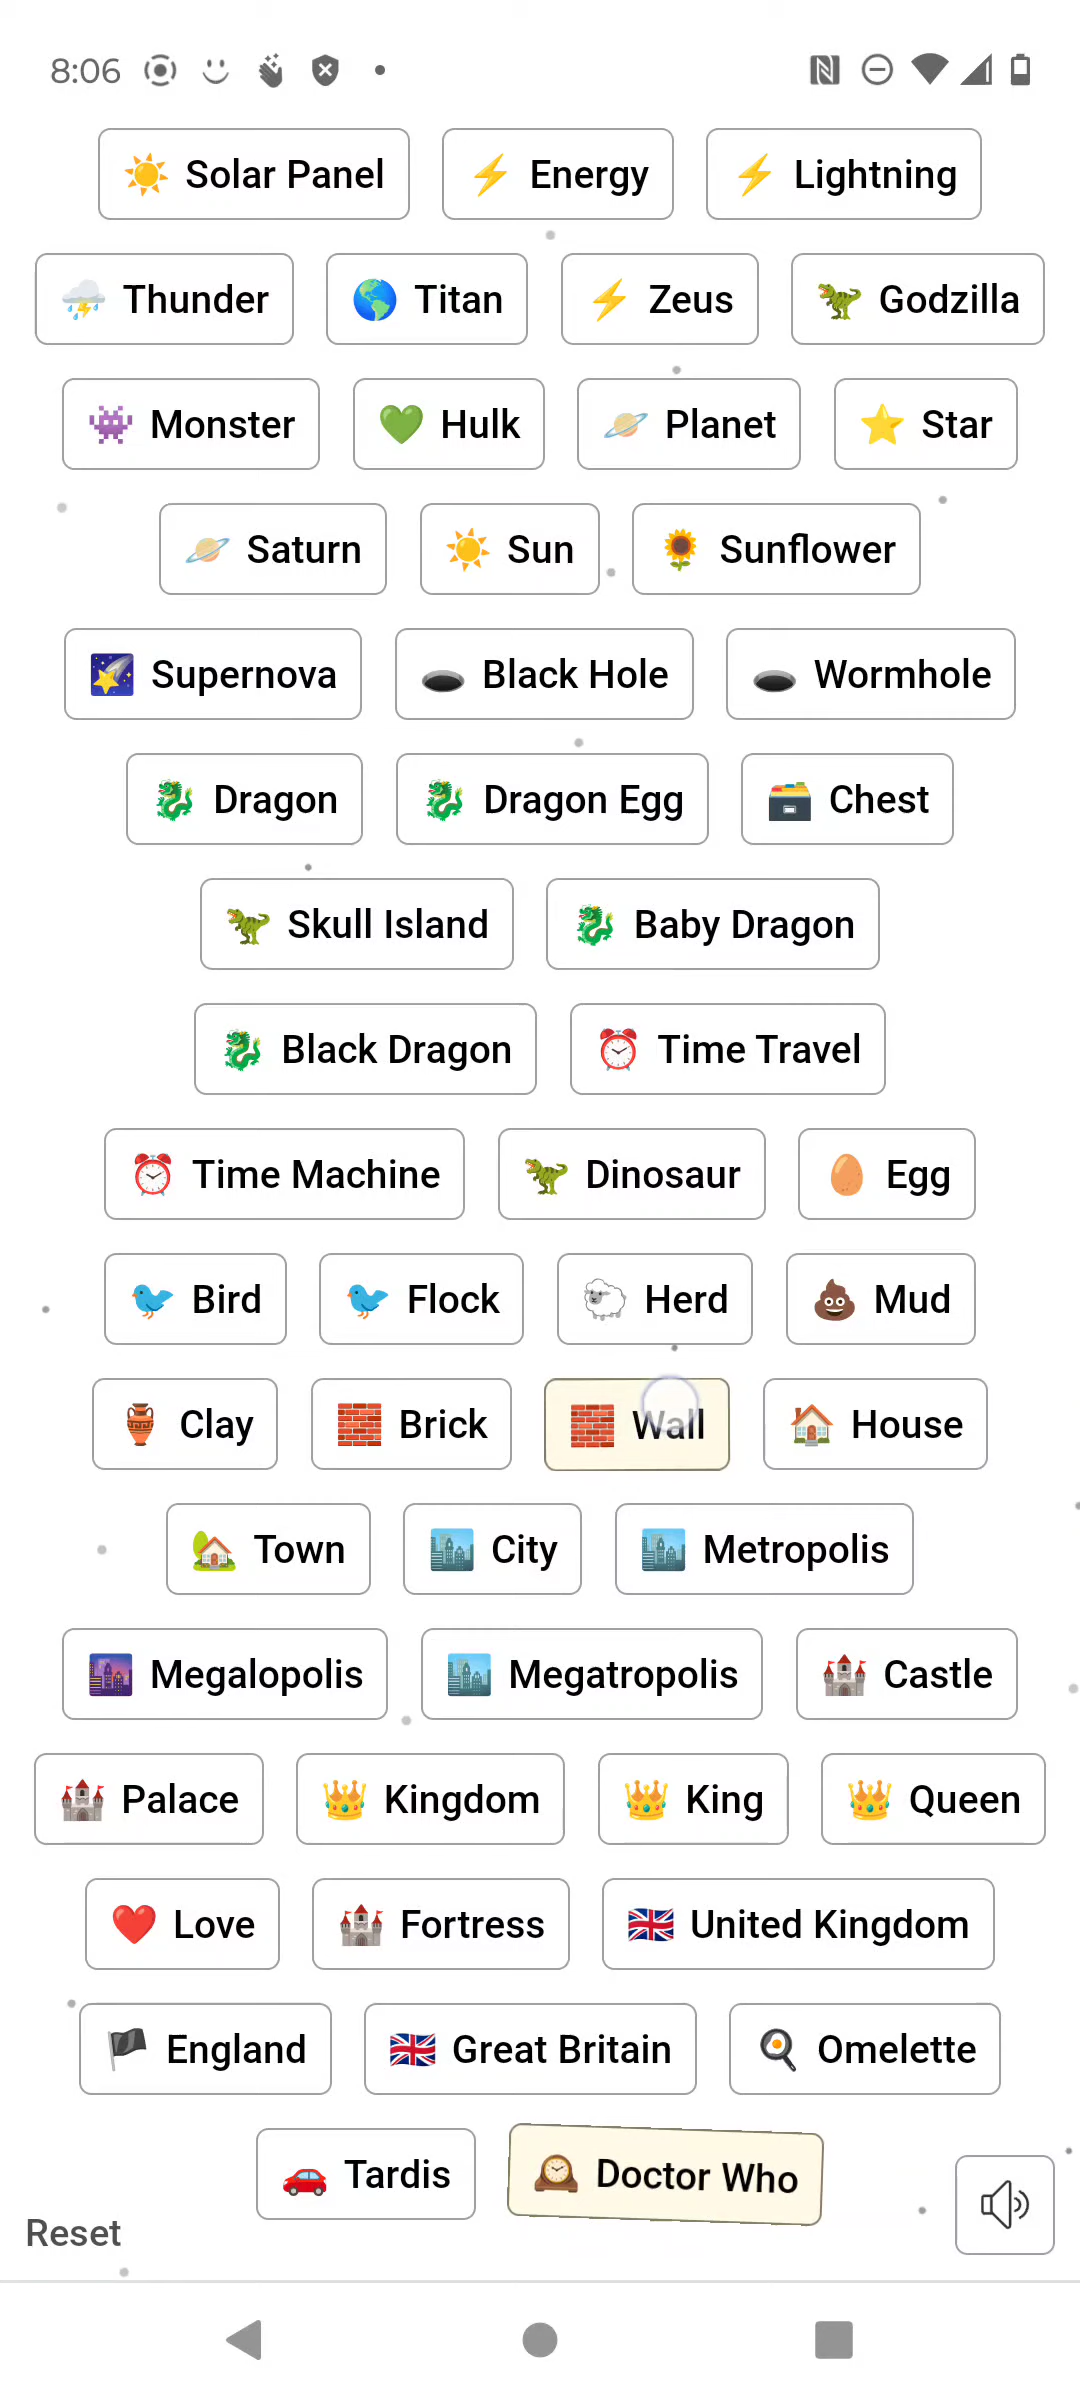 8:06
Solar Panel Energy Lightning
Thunder Titan Zeus Godzilla
Monster Hulk Planet Star
Saturn Sun Sunflower
Supernova Black Hole Wormhole
Dragon Dragon Egg Chest
Skull Island Baby Dragon
Black Dragon Time Travel
Time Machine Dinosaur Egg
Bird Flock Herd Mud
Clay Brick Wall House
Town City Metropolis
Megalopolis Megatropolis Castle
Palace Kingdom King Queen
Love Fortress United Kingdom
England Great Britain Omelette
Tardis Doctor Who
Reset